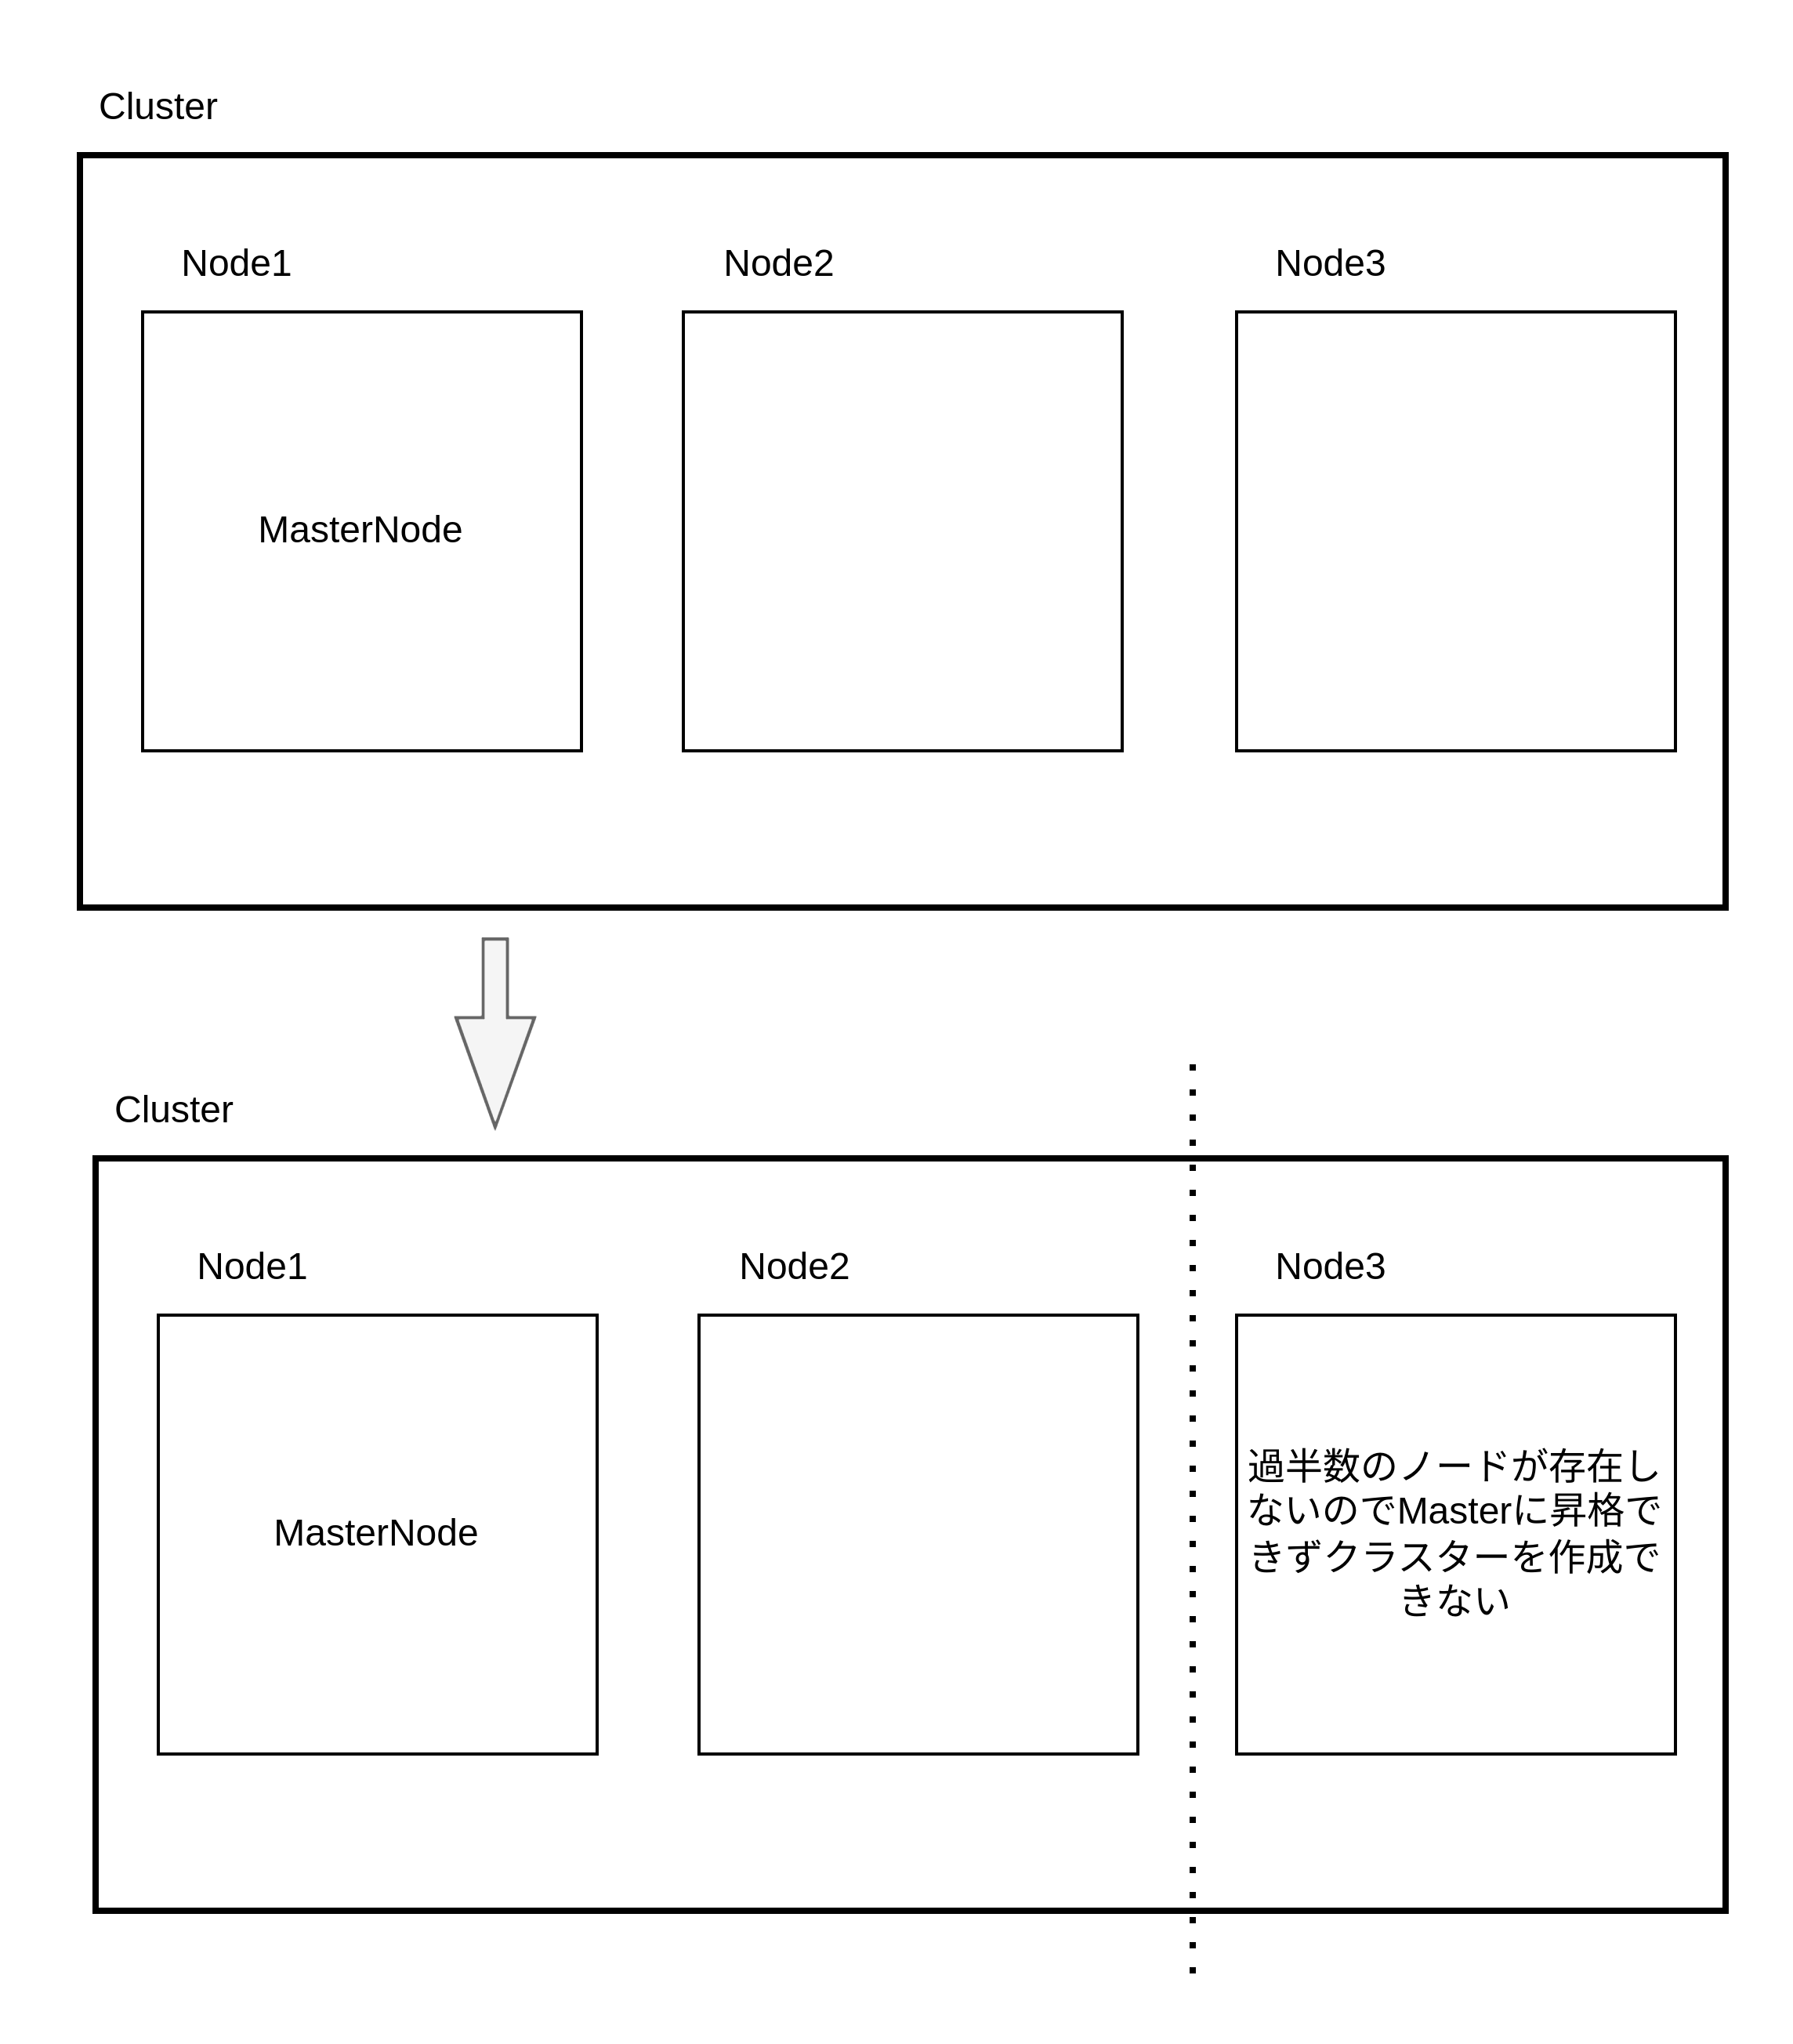 Cluster
Node1
Node2
Node3
MasterNode
Cluster
Node1
Node2
Node3
MasterNode
過半数のノードが存在し
ないのでMasterに昇格で
きずクラスターを作成で
きない